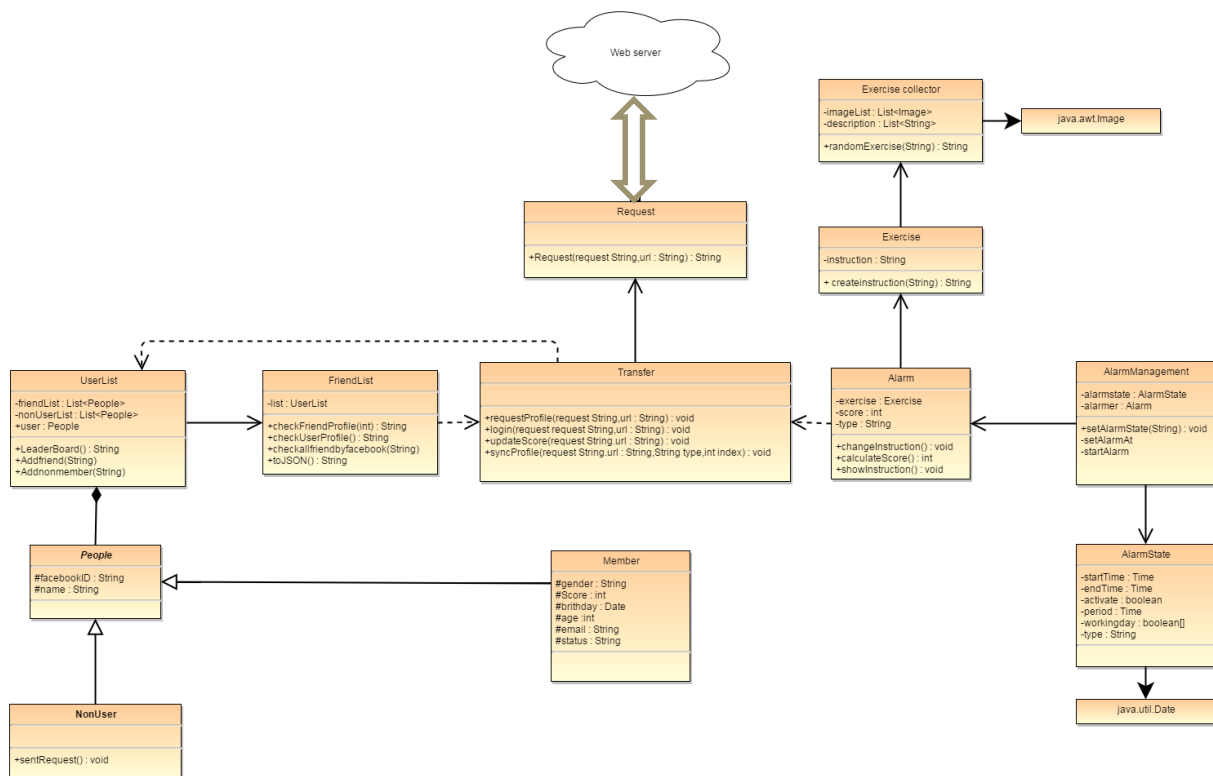 Web server
Exercise collector
-imageList : List<Image>
-description : List<String>
+randomExercise(String) : String
java.awt.Image
Request
+Request(request String,url : String) : String
Exercise
-instruction : String
+ createinstruction(String) : String
UserList
-friendList : List<People>
-nonUserList : List<People>
+user : People
+LeaderBoard() : String
+Addfriend(String)
+Addnonmember(String)
FriendList
-list : UserList
+checkFriendProfile(int) : String
+checkUserProfile() : String
+checkallfriendbyfacebook(String)
+toJSON() : String
Transfer
+requestProfile(request String,url : String) : void
+login(request request String,url : String) : void
+updateScore(request String.url : String) : void
+syncProfile(request String.url : String,String type,int index) : void
Alarm
-exercise : Exercise
-score : int
-type : String
+changeInstruction() : void
+calculateScore() : int
+showInstruction() : void
AlarmManagement
-alarmstate : AlarmState
-alarmer : Alarm
+setAlarmState(String) : void
-setAlarmAt
-startAlarm
People
#facebookID : String
#name : String
Member
#gender : String
#Score : int
#brithday : Date
#age :int
#email : String
#status : String
AlarmState
-startTime : Time
-endTime : Time
-activate : boolean
-period : Time
-workingday : boolean[]
-type : String
NonUser
+sentRequest() : void
java.util.Date